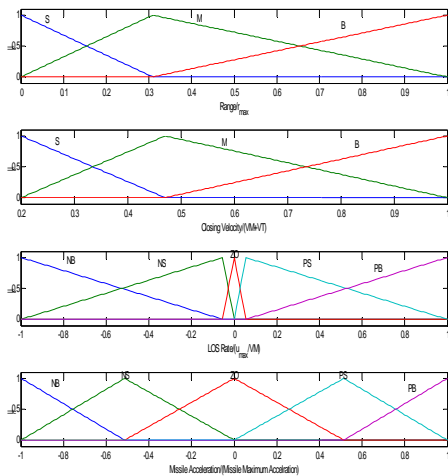 S M B
1 0.5 0
μ
0 0.1 0.2 0.3 0.4 0.5 0.6 0.7 0.8 0.9 1
Range/r_max
S M B
1 0.5 0
0.2 0.3 0.4 0.5 0.6 0.7 0.8 0.9 1
Closing Velocity/(VM+VT)
NB NS ZO PS PB
1 0.5 0
-1 -0.8 -0.6 -0.4 -0.2 0 0.2 0.4 0.6 0.8 1
LOS Rate/(u_max/VM)
NB NS ZO PS PB
1 0.5 0
-1 -0.8 -0.6 -0.4 -0.2 0 0.2 0.4 0.6 0.8 1
Missile Acceleration/(Missile Maximum Accelration)